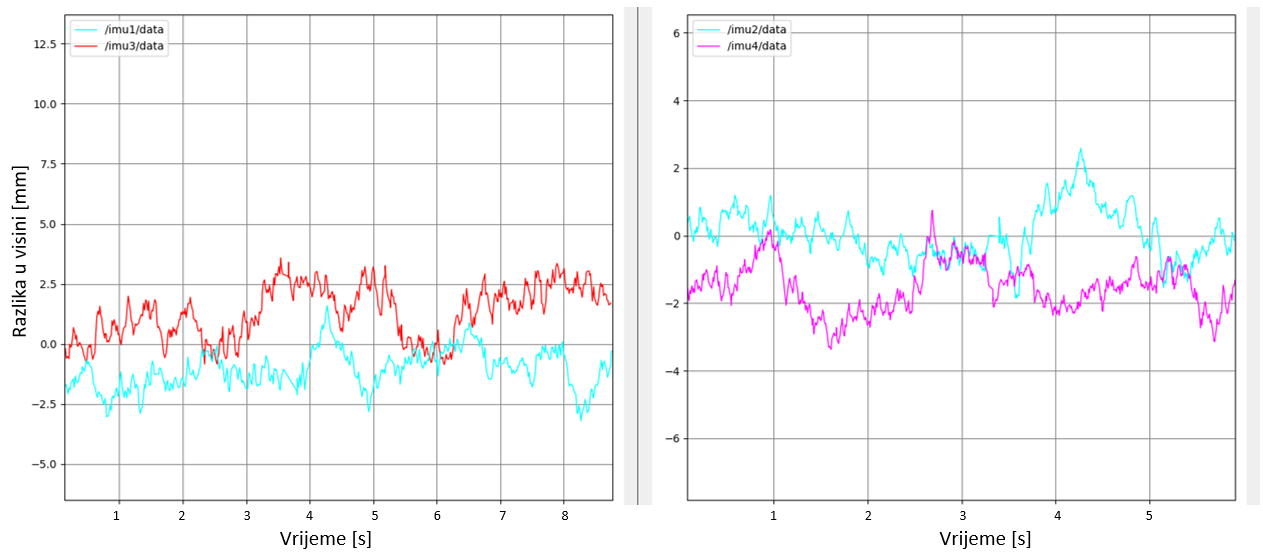 /imu1/data
/imu3/data
12.5
10.0
7.5
5.0
2.5
0.0
−2.5
−5.0
Razlika u visini [mm]
1 2 3 4 5 6 7 8
Vrijeme [s]
/imu2/data
/imu4/data
6
4
2
0
−2
−4
−6
1 2 3 4 5
Vrijeme [s]